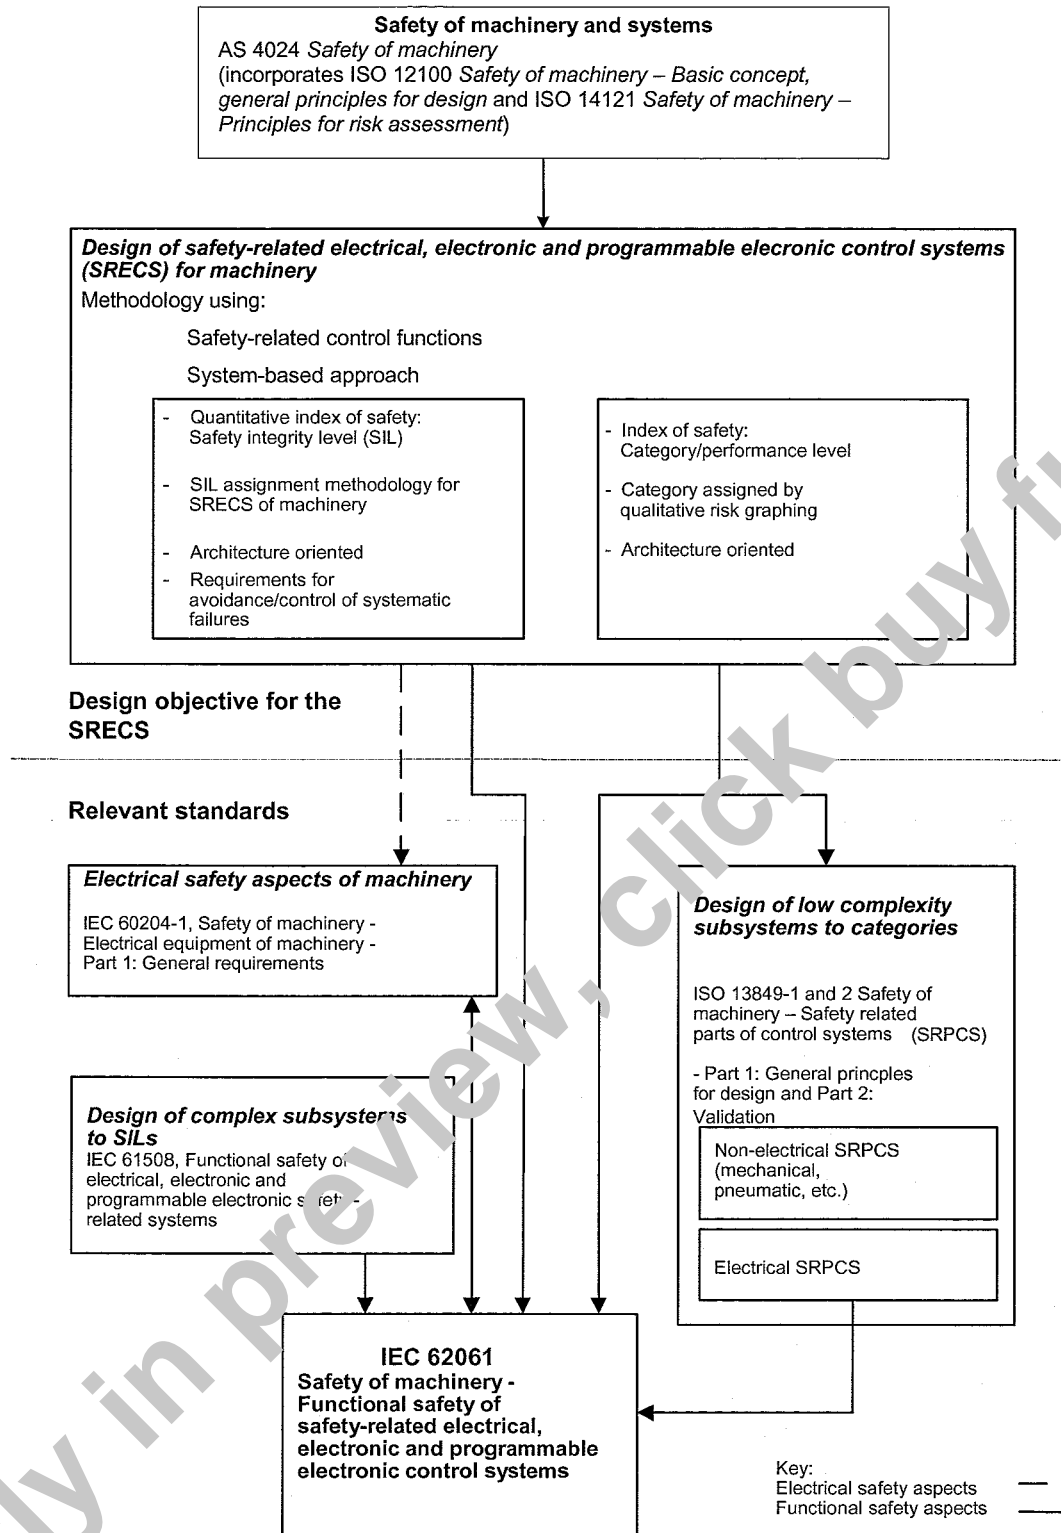 Safety of machinery and systems
AS 4024 Safety of machinery
(incorporates ISO 12100 Safety of machinery – Basic concept,
general principles for design and ISO 14121 Safety of machinery –
Principles for risk assessment)
Design of safety-related electrical, electronic and programmable elecronic control systems
(SRECS) for machinery
Methodology using:
Safety-related control functions
System-based approach
- Quantitative index of safety:
Safety integrity level (SIL)
- SIL assignment methodology for
SRECS of machinery
- Architecture oriented
- Requirements for
avoidance/control of systematic
failures
- Index of safety:
Category/performance level
- Category assigned by
qualitative risk graphing
- Architecture oriented
Design objective for the
SRECS
Relevant standards
Electrical safety aspects of machinery
IEC 60204-1, Safety of machinery -
Electrical equipment of machinery -
Part 1: General requirements
Design of low complexity
subsystems to categories
ISO 13849-1 and 2 Safety of
machinery – Safety related
parts of control systems (SRPCS)
- Part 1: General princples
for design and Part 2:
Validation
Non-electrical SRPCS
(mechanical,
pneumatic, etc.)
Electrical SRPCS
Design of complex subsystems
to SILs
IEC 61508, Functional safety of
electrical, electronic and
programmable electronic safety-
related systems
IEC 62061
Safety of machinery -
Functional safety of
safety-related electrical,
electronic and programmable
electronic control systems
Key:
Electrical safety aspects
Functional safety aspects
ly in preview, click buy fu